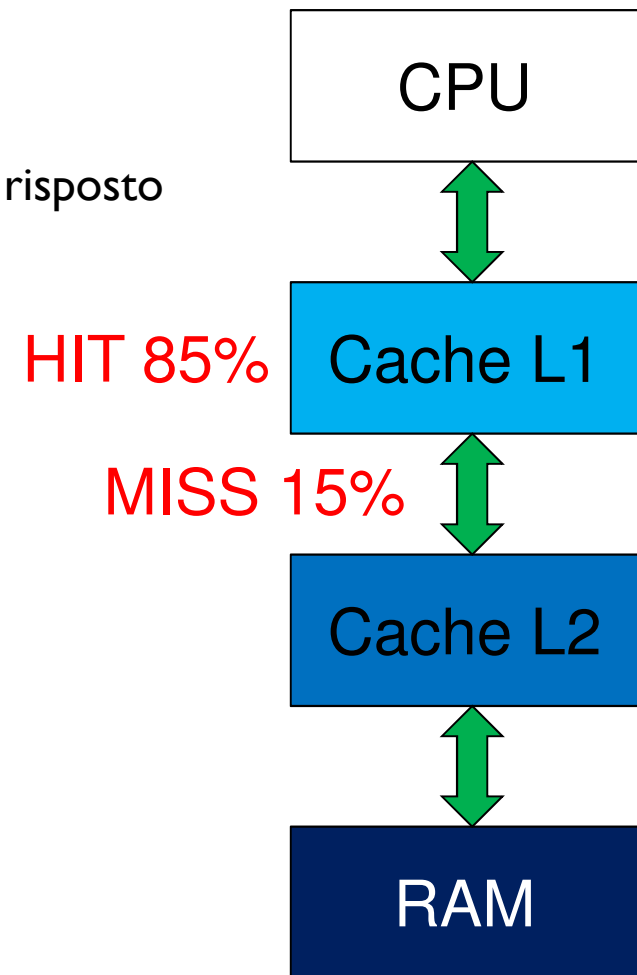 CPU
risposto
HIT 85%
Cache L1
MISS 15%
Cache L2
RAM